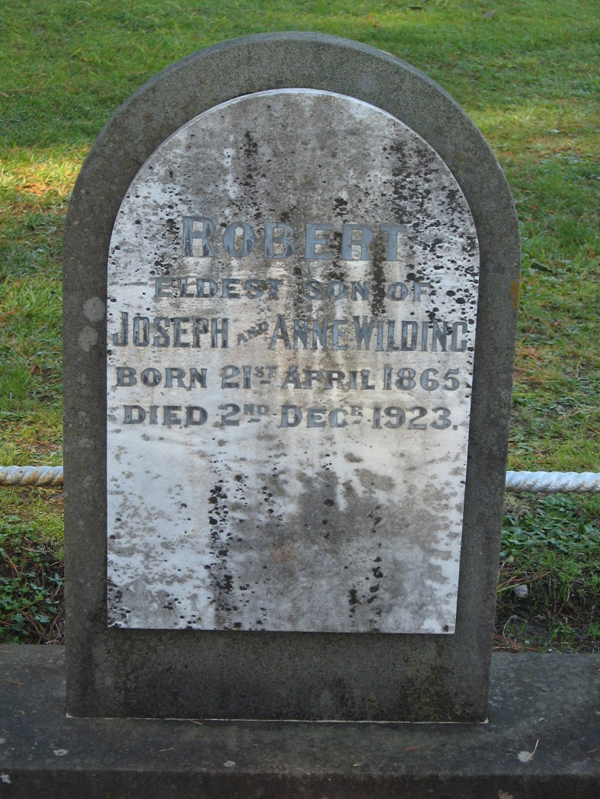 ROBERT
ELDEST SON OF
JOSEPH AND ANNE WILDING
BORN 21ST APRIL 1865
DIED 2ND DECR 1923.